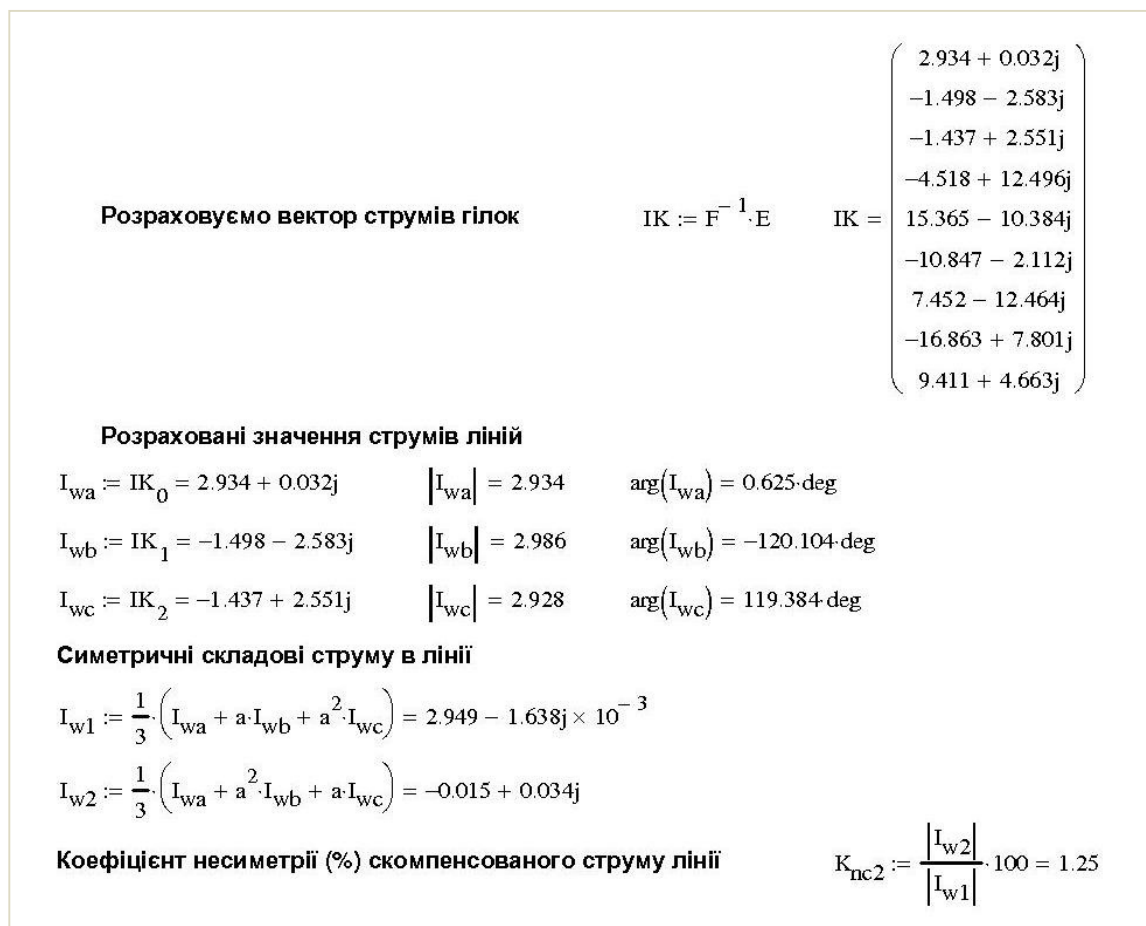 2.934 + 0.032j
−1.498 − 2.583j
−1.437 + 2.551j
−4.518 + 12.496j
Розраховуємо вектор струмів гілок IK := F^−1·E IK = 15.365 − 10.384j
−10.847 − 2.112j
7.452 − 12.464j
−16.863 + 7.801j
9.411 + 4.663j
Розраховані значення струмів ліній
I_wa := IK_0 = 2.934 + 0.032j |I_wa| = 2.934 arg(I_wa) = 0.625·deg
I_wb := IK_1 = −1.498 − 2.583j |I_wb| = 2.986 arg(I_wb) = −120.104·deg
I_wc := IK_2 = −1.437 + 2.551j |I_wc| = 2.928 arg(I_wc) = 119.384·deg
Симетричні складові струму в лінії
I_w1 := 1/3·(I_wa + a·I_wb + a^2·I_wc) = 2.949 − 1.638j × 10^−3
I_w2 := 1/3·(I_wa + a^2·I_wb + a·I_wc) = −0.015 + 0.034j
Коефіцієнт несиметрії (%) скомпенсованого струму лінії K_nc2 := |I_w2|/|I_w1|·100 = 1.25